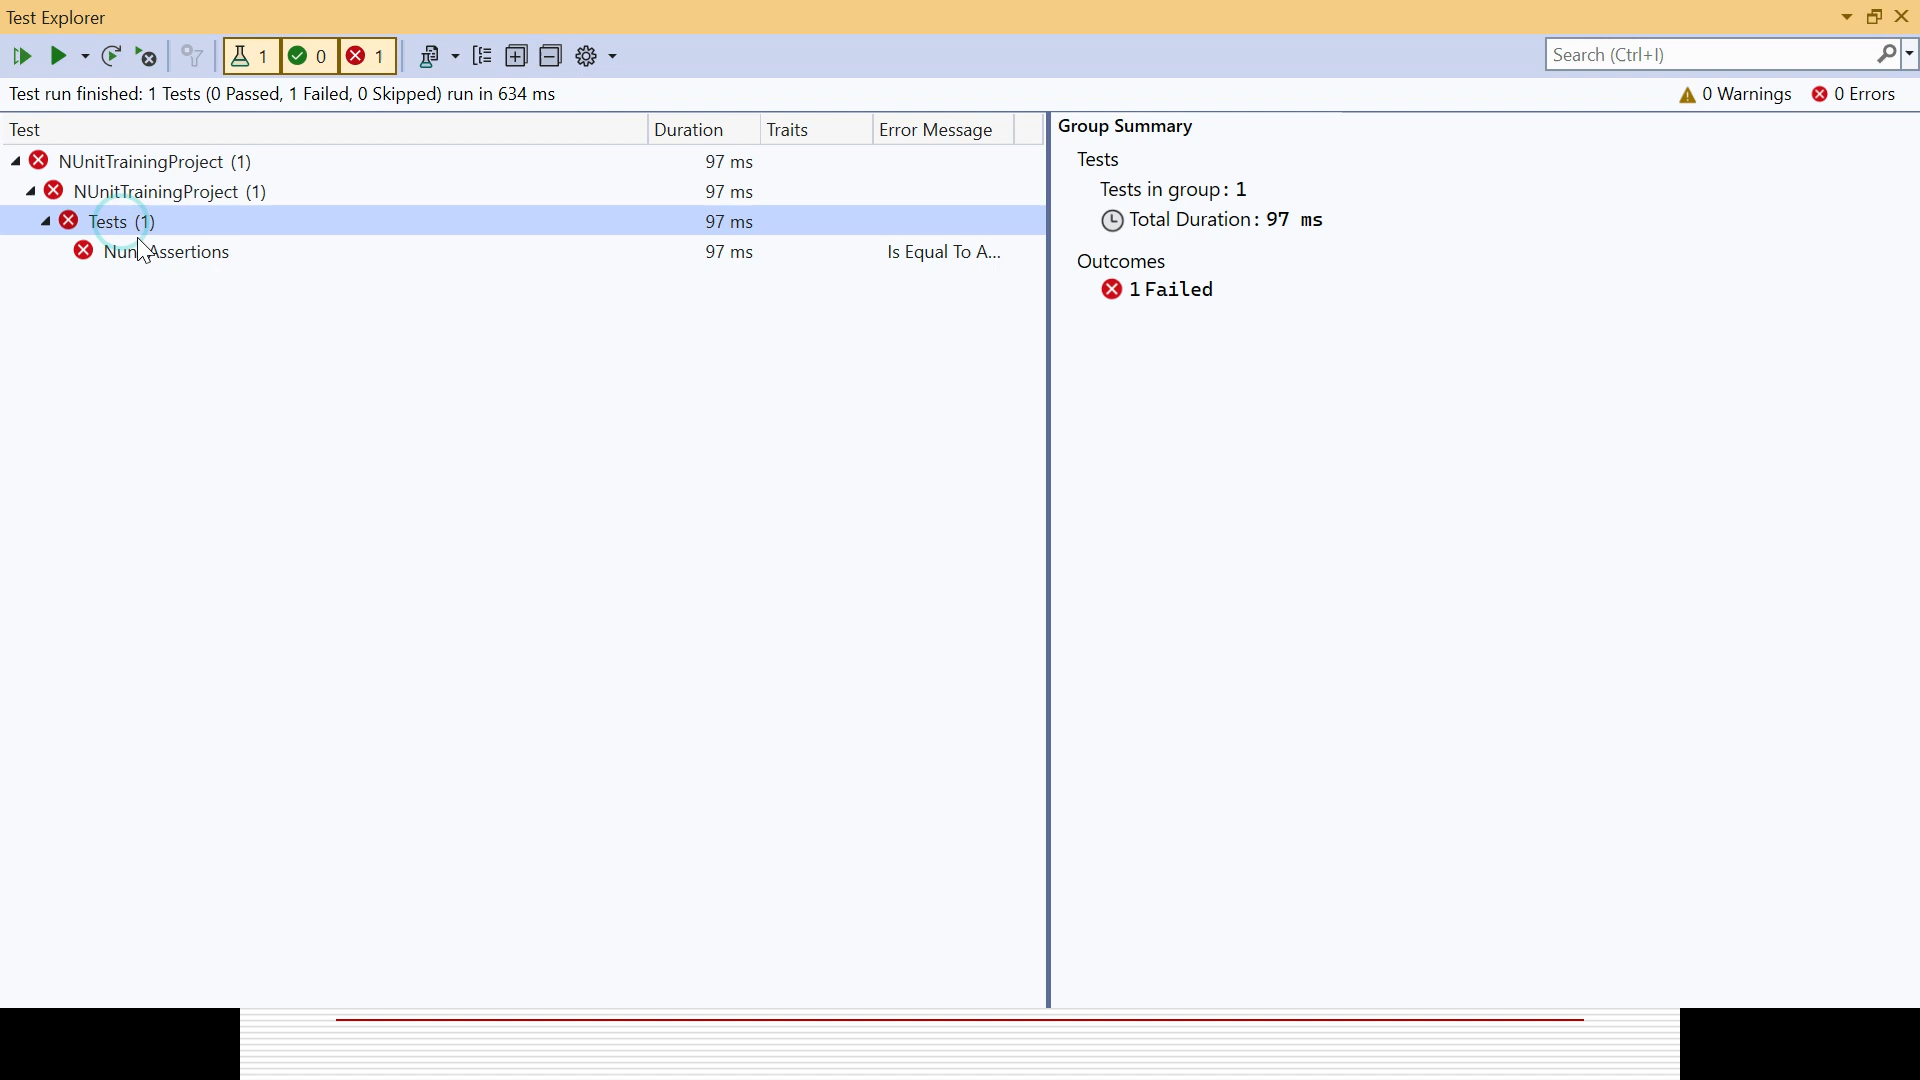 Test Explorer
1 0 1
Search (Ctrl+I)
Test run finished: 1 Tests (0 Passed, 1 Failed, 0 Skipped) run in 634 ms
0 Warnings 0 Errors
Test Duration Traits Error Message
NUnitTrainingProject (1) 97 ms
NUnitTrainingProject (1) 97 ms
Tests (1) 97 ms
Assertions 97 ms Is Equal To A...
Group Summary
Tests
Tests in group: 1
Total Duration: 97 ms
Outcomes
1 Failed